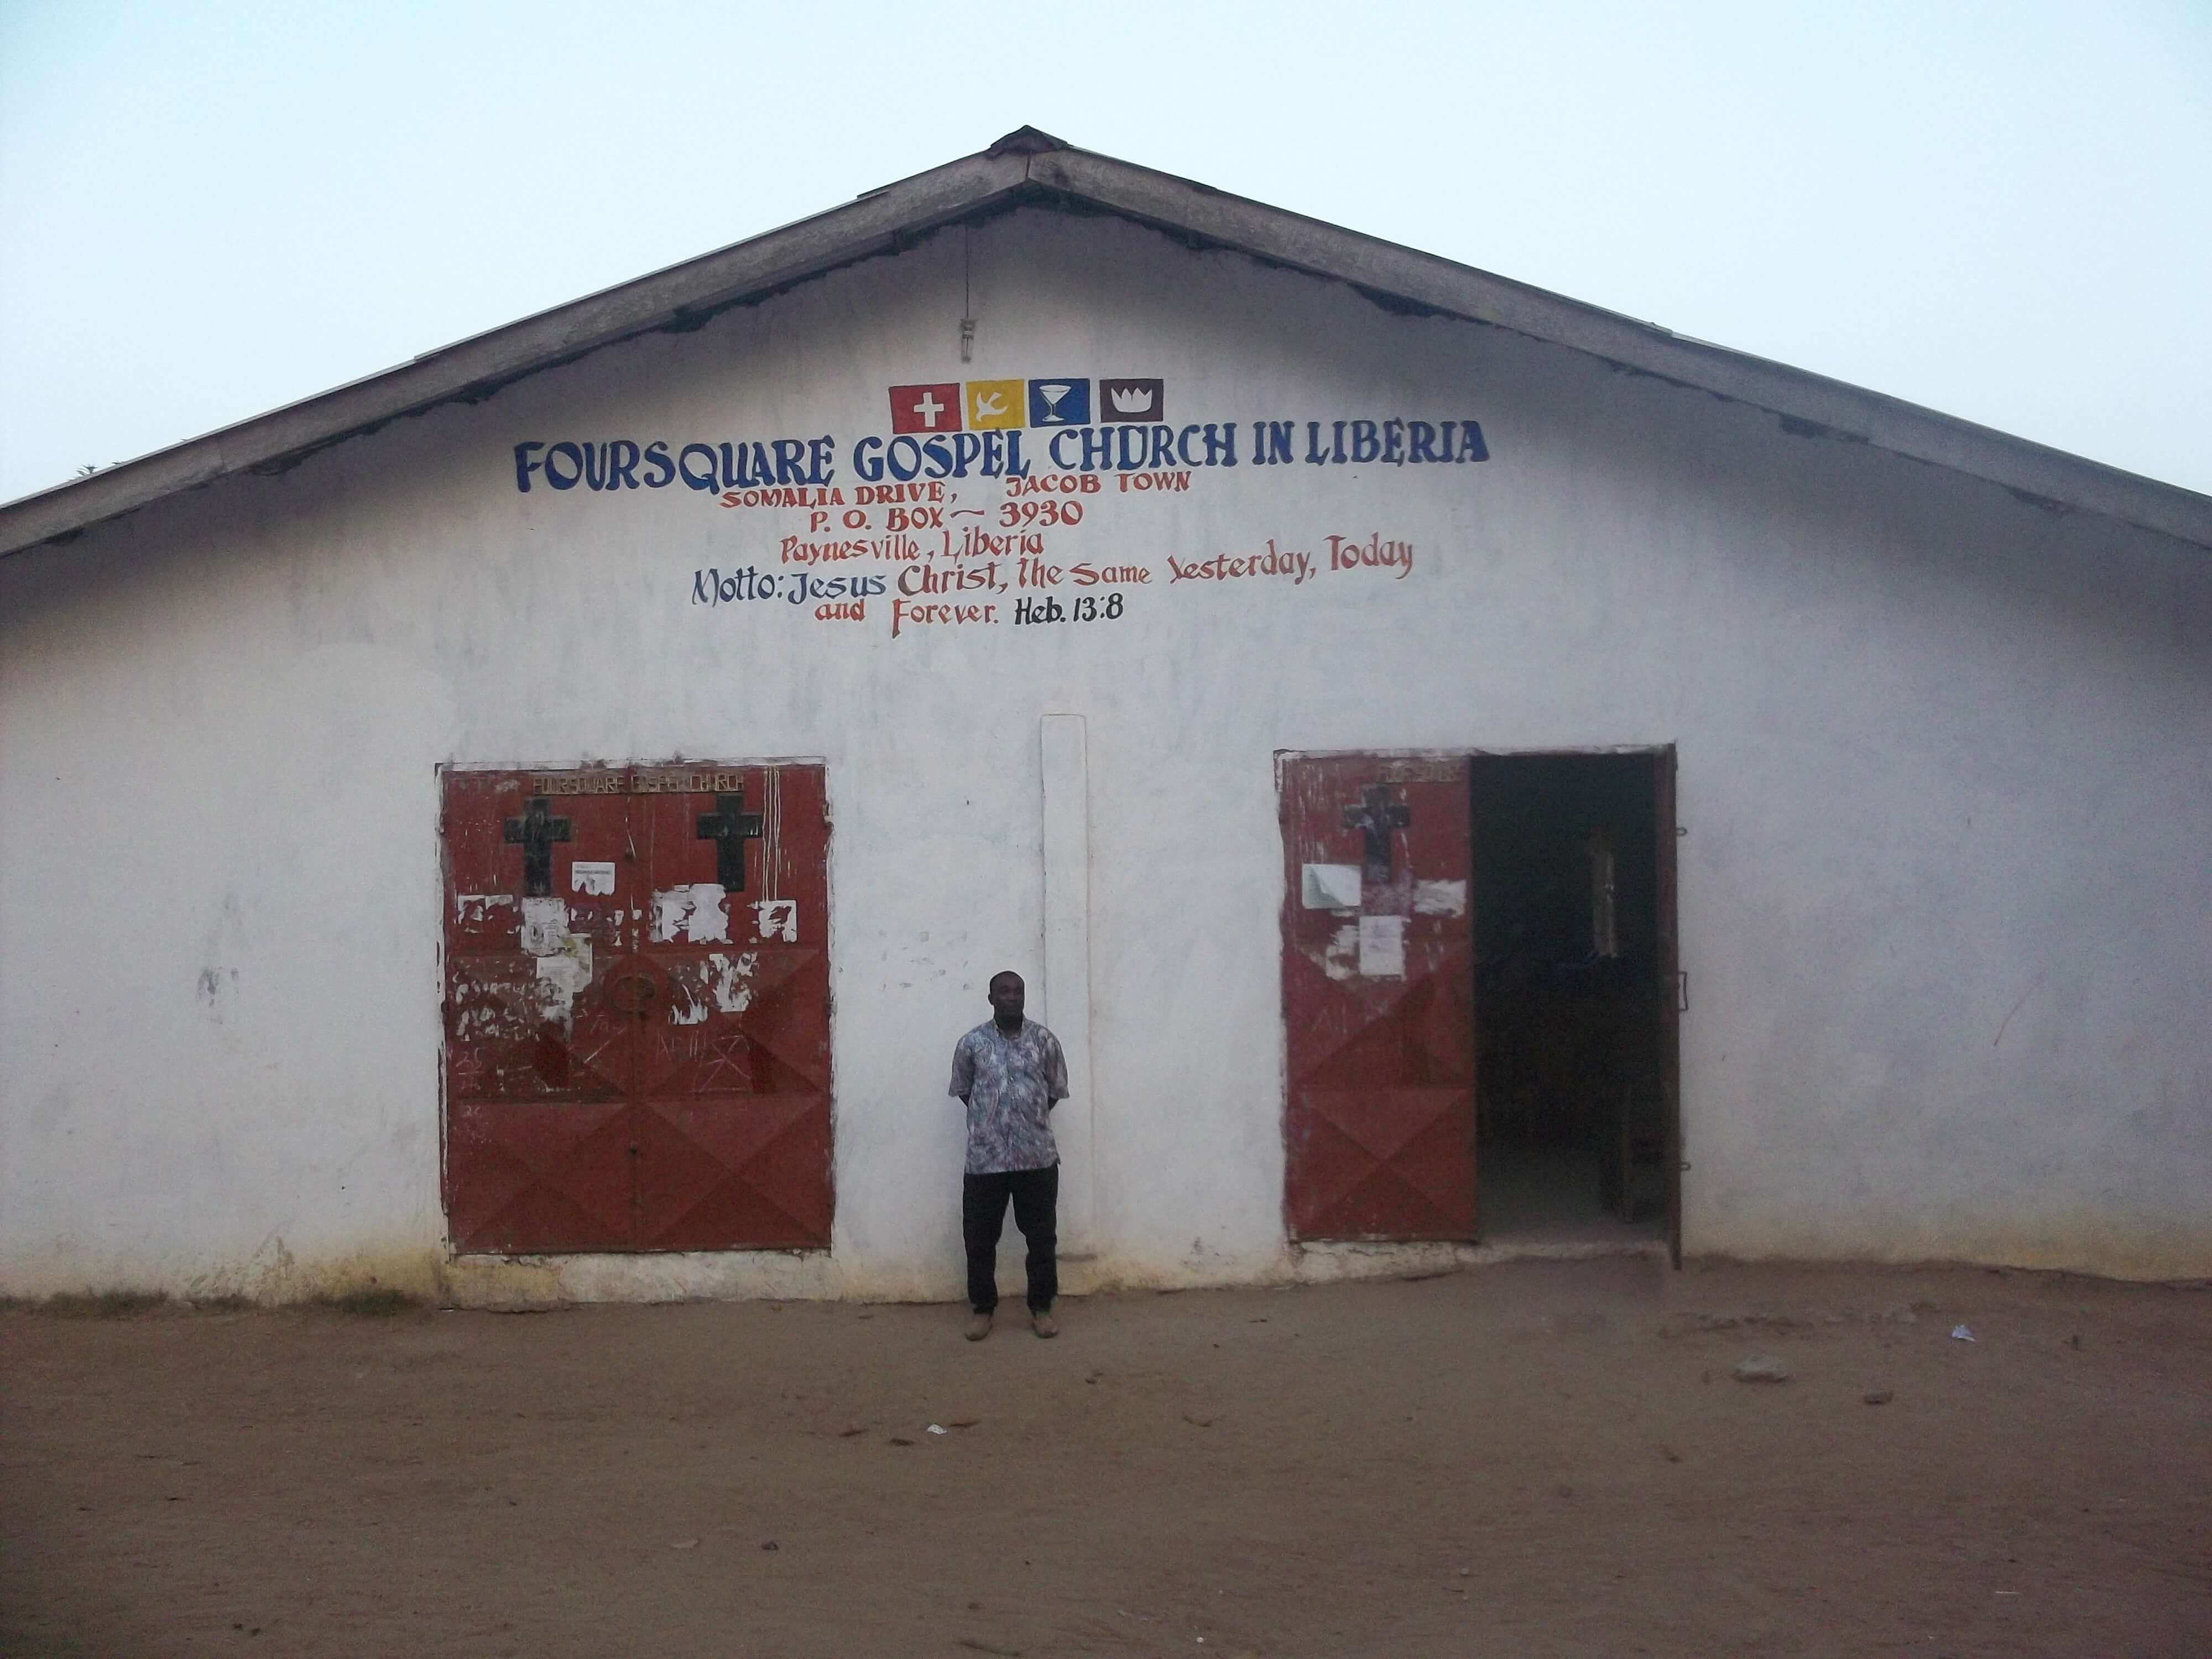 FOURSQUARE GOSPEL CHURCH IN LIBERIA
SOMALIA DRIVE, JACOB TOWN
P. O. BOX ~ 3930
Paynesville, Liberia
Motto: Jesus Christ, The Same Yesterday, Today
and Forever. Heb. 13:8
FOURSQUARE GOSPEL CHURCH